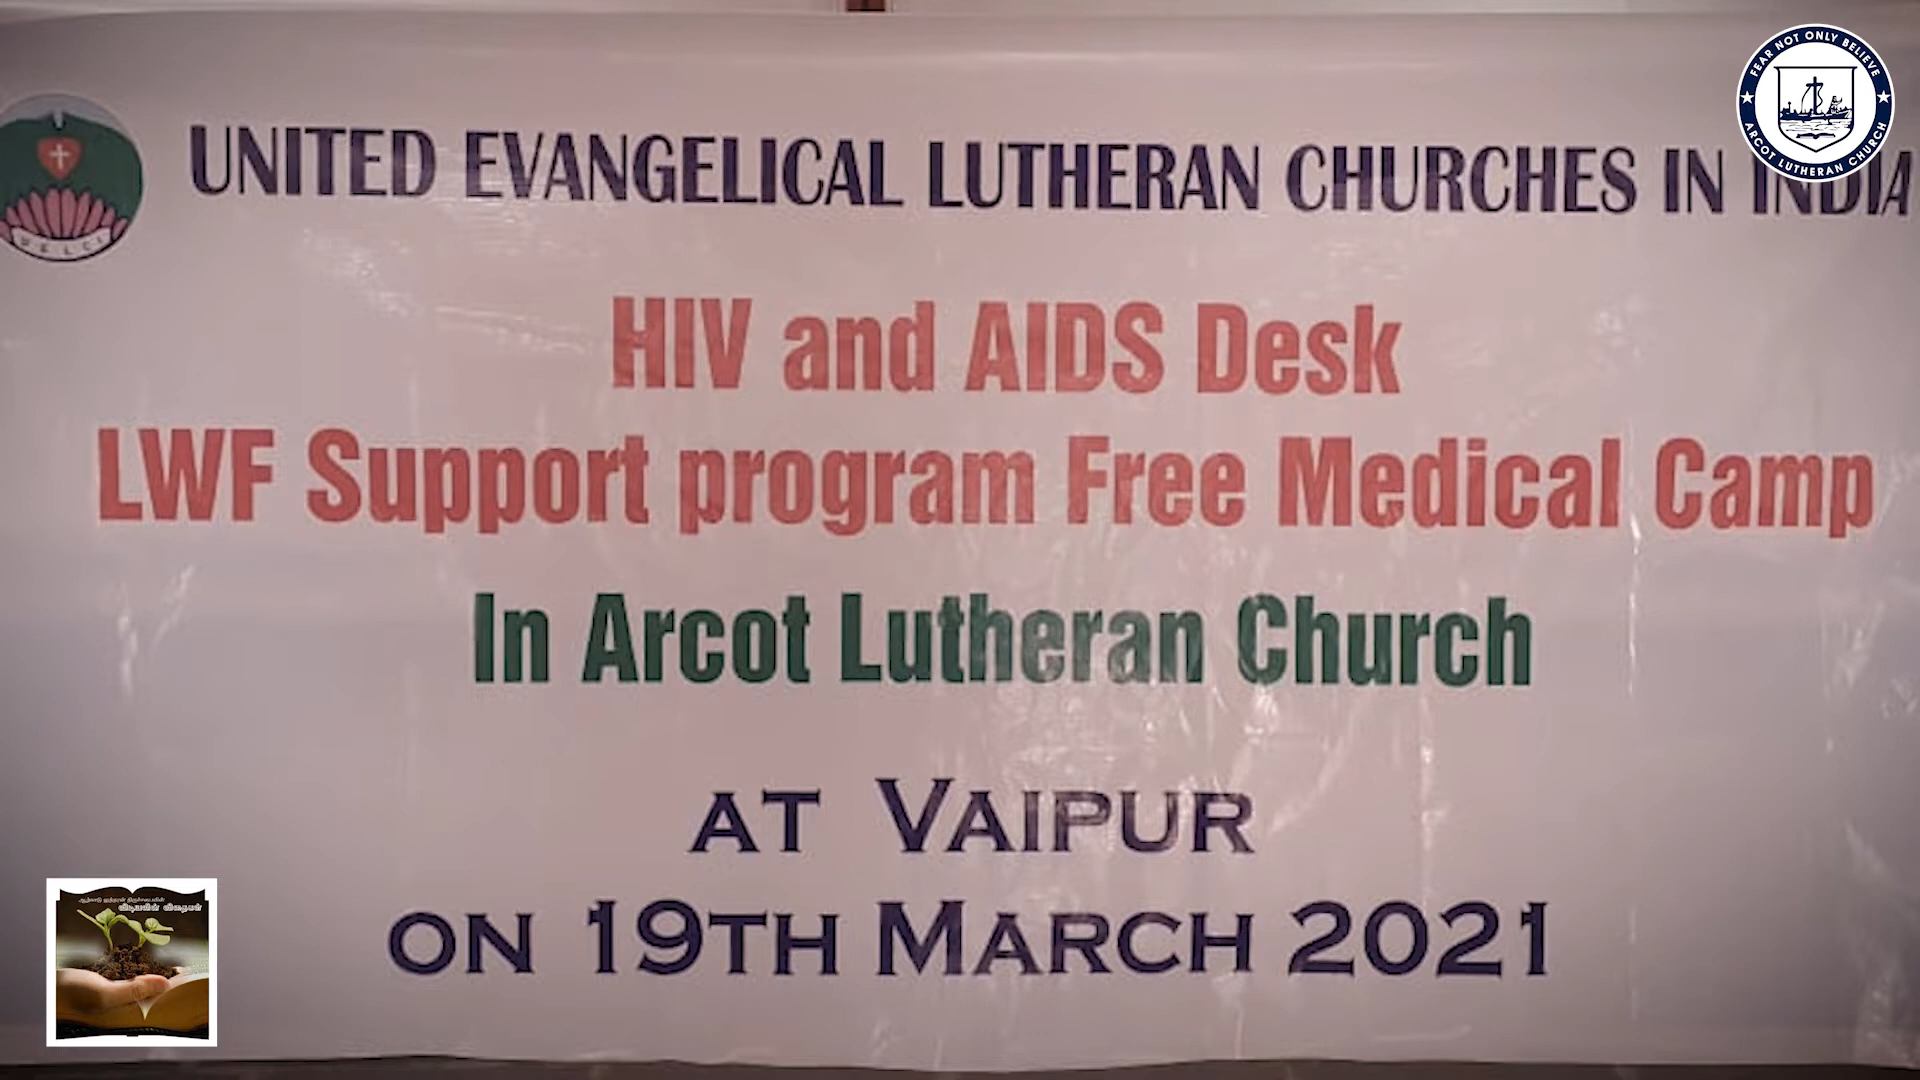 UNITED EVANGELICAL LUTHERAN CHURCHES IN INDIA
HIV and AIDS Desk
LWF Support program Free Medical Camp
In Arcot Lutheran Church
AT VAIPUR
ON 19TH MARCH 2021
FEAR NOT ONLY BELIEVE
ARCOT LUTHERAN CHURCH
U.E.L.C.I